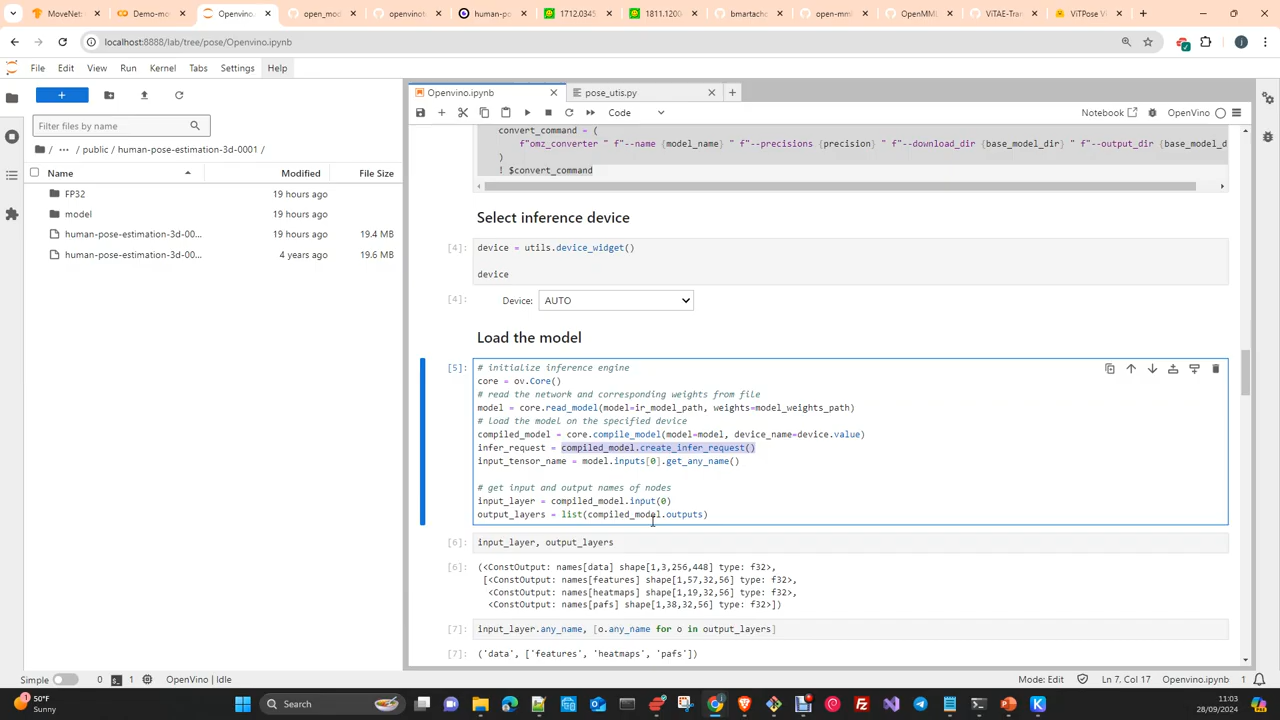 MoveNet:
Demo-mo
Openvino
open_mod
openvinot
human-po
1712.0345
1811.1200
bmartach
open-mm
OpenMML
ViTAE-Tra
ViTPose V
localhost:8888/lab/tree/pose/Openvino.ipynb
File Edit View Run Kernel Tabs Settings Help
+
Filter files by name
/ ··· / public / human-pose-estimation-3d-0001 /
Name Modified File Size
FP32 19 hours ago
model 19 hours ago
human-pose-estimation-3d-00... 19 hours ago 19.4 MB
human-pose-estimation-3d-00... 4 years ago 19.6 MB
Openvino.ipynb
pose_utis.py
Code
Notebook
OpenVino
convert_command = (
f"omz_converter " f"--name {model_name} " f"--precisions {precision} " f"--download_dir {base_model_dir} " f"--output_dir {base_model_d
)
! $convert_command
Select inference device
[4]: device = utils.device_widget()
device
[4]: Device: AUTO
Load the model
[5]: # initialize inference engine
core = ov.Core()
# read the network and corresponding weights from file
model = core.read_model(model=ir_model_path, weights=model_weights_path)
# load the model on the specified device
compiled_model = core.compile_model(model=model, device_name=device.value)
infer_request = compiled_model.create_infer_request()
input_tensor_name = model.inputs[0].get_any_name()
# get input and output names of nodes
input_layer = compiled_model.input(0)
output_layers = list(compiled_model.outputs)
[6]: input_layer, output_layers
[6]: (<ConstOutput: names[data] shape[1,3,256,448] type: f32>,
[<ConstOutput: names[features] shape[1,57,32,56] type: f32>,
<ConstOutput: names[heatmaps] shape[1,19,32,56] type: f32>,
<ConstOutput: names[pafs] shape[1,38,32,56] type: f32>])
[7]: input_layer.any_name, [o.any_name for o in output_layers]
[7]: ('data', ['features', 'heatmaps', 'pafs'])
Simple 0 1 OpenVino | Idle
Mode: Edit Ln 7, Col 17 Openvino.ipynb 1
50°F
Sunny
Search
11:03
28/09/2024